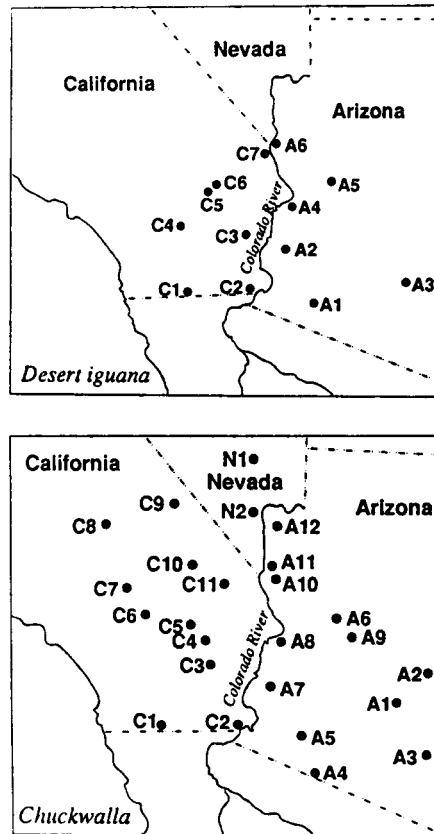 Nevada
California
Arizona
A6
C7
C6
A5
C5
A4
C4
C3
Colorado River
A2
A3
C1
C2
A1
Desert iguana
California
N1
Nevada
C9
N2
Arizona
C8
A12
C10
A11
C11
A10
C7
C6
A6
C5
C4
A8
A9
Colorado River
C3
A2
A7
A1
C1
C2
A5
A3
A4
Chuckwalla